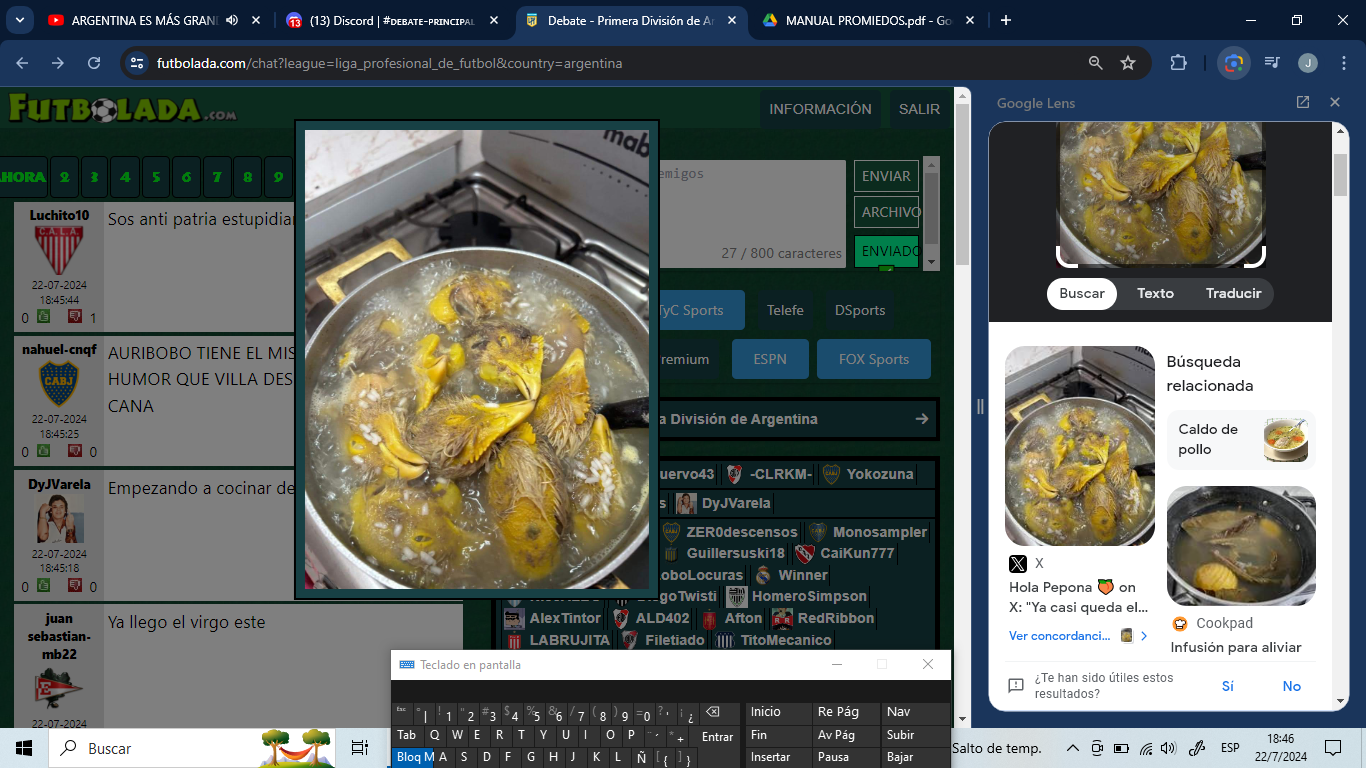 ARGENTINA ES MÁS GRAN
(13) Discord | #DEBATE-PRINCIPAL
Debate - Primera División de Ar
MANUAL PROMIEDOS.pdf - Go
futbolada.com/chat?league=liga_profesional_de_futbol&country=argentina
J
FUTBOLADA.COM
INFORMACIÓN
SALIR
AHORA 2 3 4 5 6 7 8 9
Luchito10
C.A.L.A.
22-07-2024
18:45:44
0 1
Sos anti patria estupidiar
nahuel-cnqf
CABJ
22-07-2024
18:45:25
0 0
AURIBOBO TIENE EL MIS
HUMOR QUE VILLA DES
CANA
DyJVarela
22-07-2024
18:45:18
0 0
Empezando a cocinar de
juan
sebastian-
mb22
22-07-2024
Ya llego el virgo este
mab
emigos
27 / 800 caracteres
ENVIAR
ARCHIVO
ENVIADO
TyC Sports
Telefe
DSports
remium
ESPN
FOX Sports
a División de Argentina
uervo43 -CLRKM- Yokozuna
s DyJVarela
ZER0descensos Monosampler
Guillersuski18 CaiKun777
oboLocuras Winner
DiegoTwisti HomeroSimpson
AlexTintor ALD402 Afton RedRibbon
LABRUJITA Filetiado TitoMecanico
Google Lens
Buscar
Texto
Traducir
Búsqueda
relacionada
Caldo de
pollo
X
Hola Pepona 🍑 on
X: "Ya casi queda el...
Ver concordanci...
Cookpad
Infusión para aliviar
¿Te han sido útiles estos
resultados?
Sí
No
Teclado en pantalla
esc ° | ! 1 " 2 # 3 $ 4 % 5 & 6 / 7 ( 8 ) 9 = 0 ? ' ¡ ¿
Inicio Re Pág Nav
Tab Q W E R T Y U I O P ¨ ´ * + Entrar
Fin Av Pág Subir
Bloq M A S D F G H J K L Ñ [ { ] }
Insertar Pausa Bajar
Buscar
Salto de temp.
ESP
18:46
22/7/2024